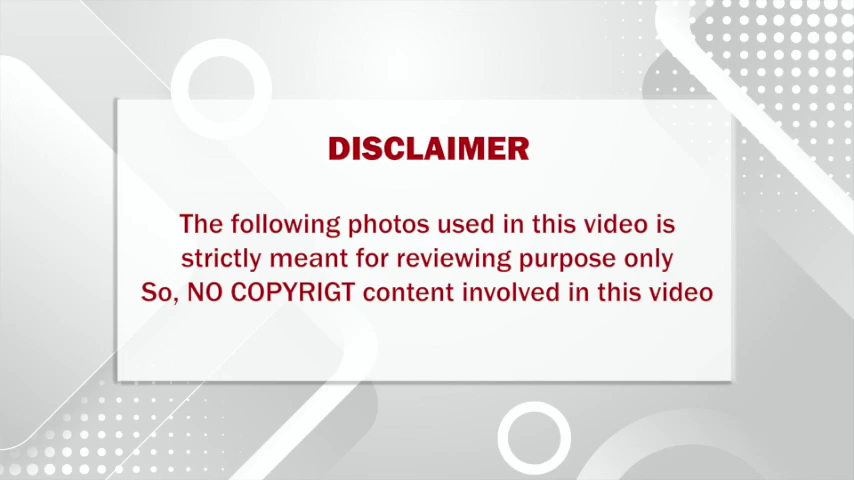 DISCLAIMER
The following photos used in this video is
strictly meant for reviewing purpose only
So, NO COPYRIGT content involved in this video